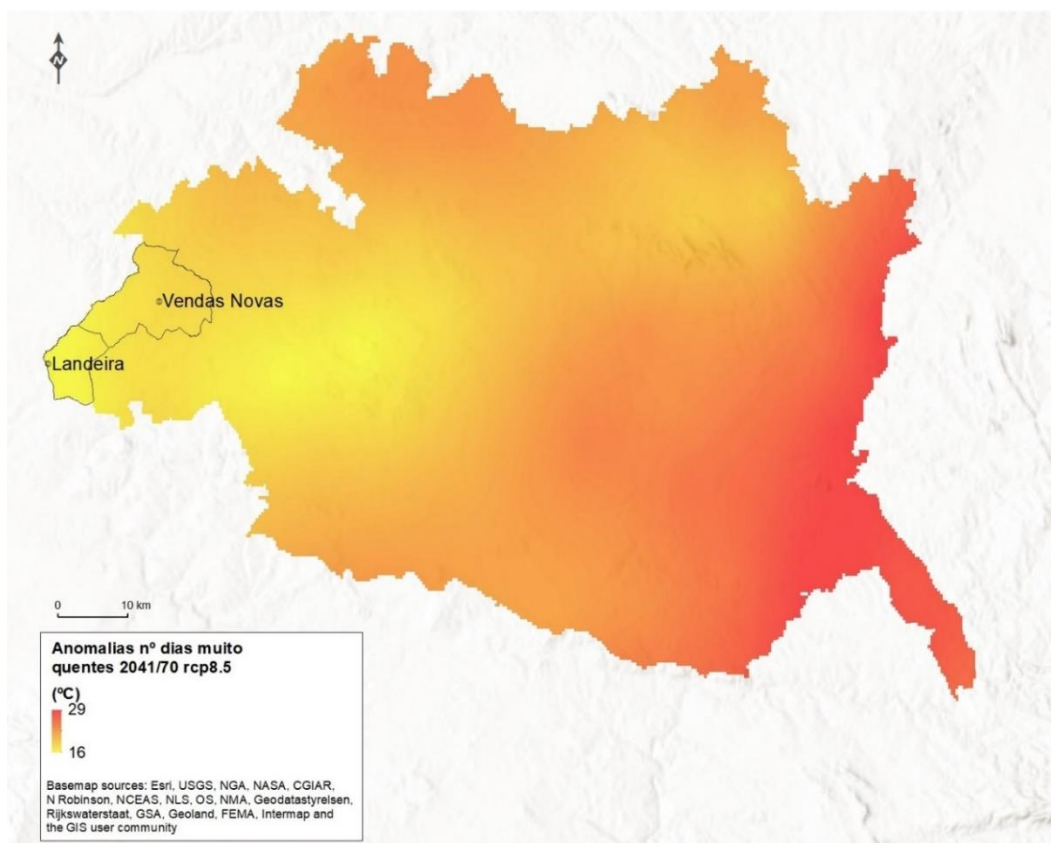 N
Vendas Novas
Landeira
0 10 km
Anomalias nº dias muito
quentes 2041/70 rcp8.5
(ºC)
29
16
Basemap sources: Esri, USGS, NGA, NASA, CGIAR,
N Robinson, NCEAS, NLS, OS, NMA, Geodatastyrelsen,
Rijkswaterstaat, GSA, Geoland, FEMA, Intermap and
the GIS user community